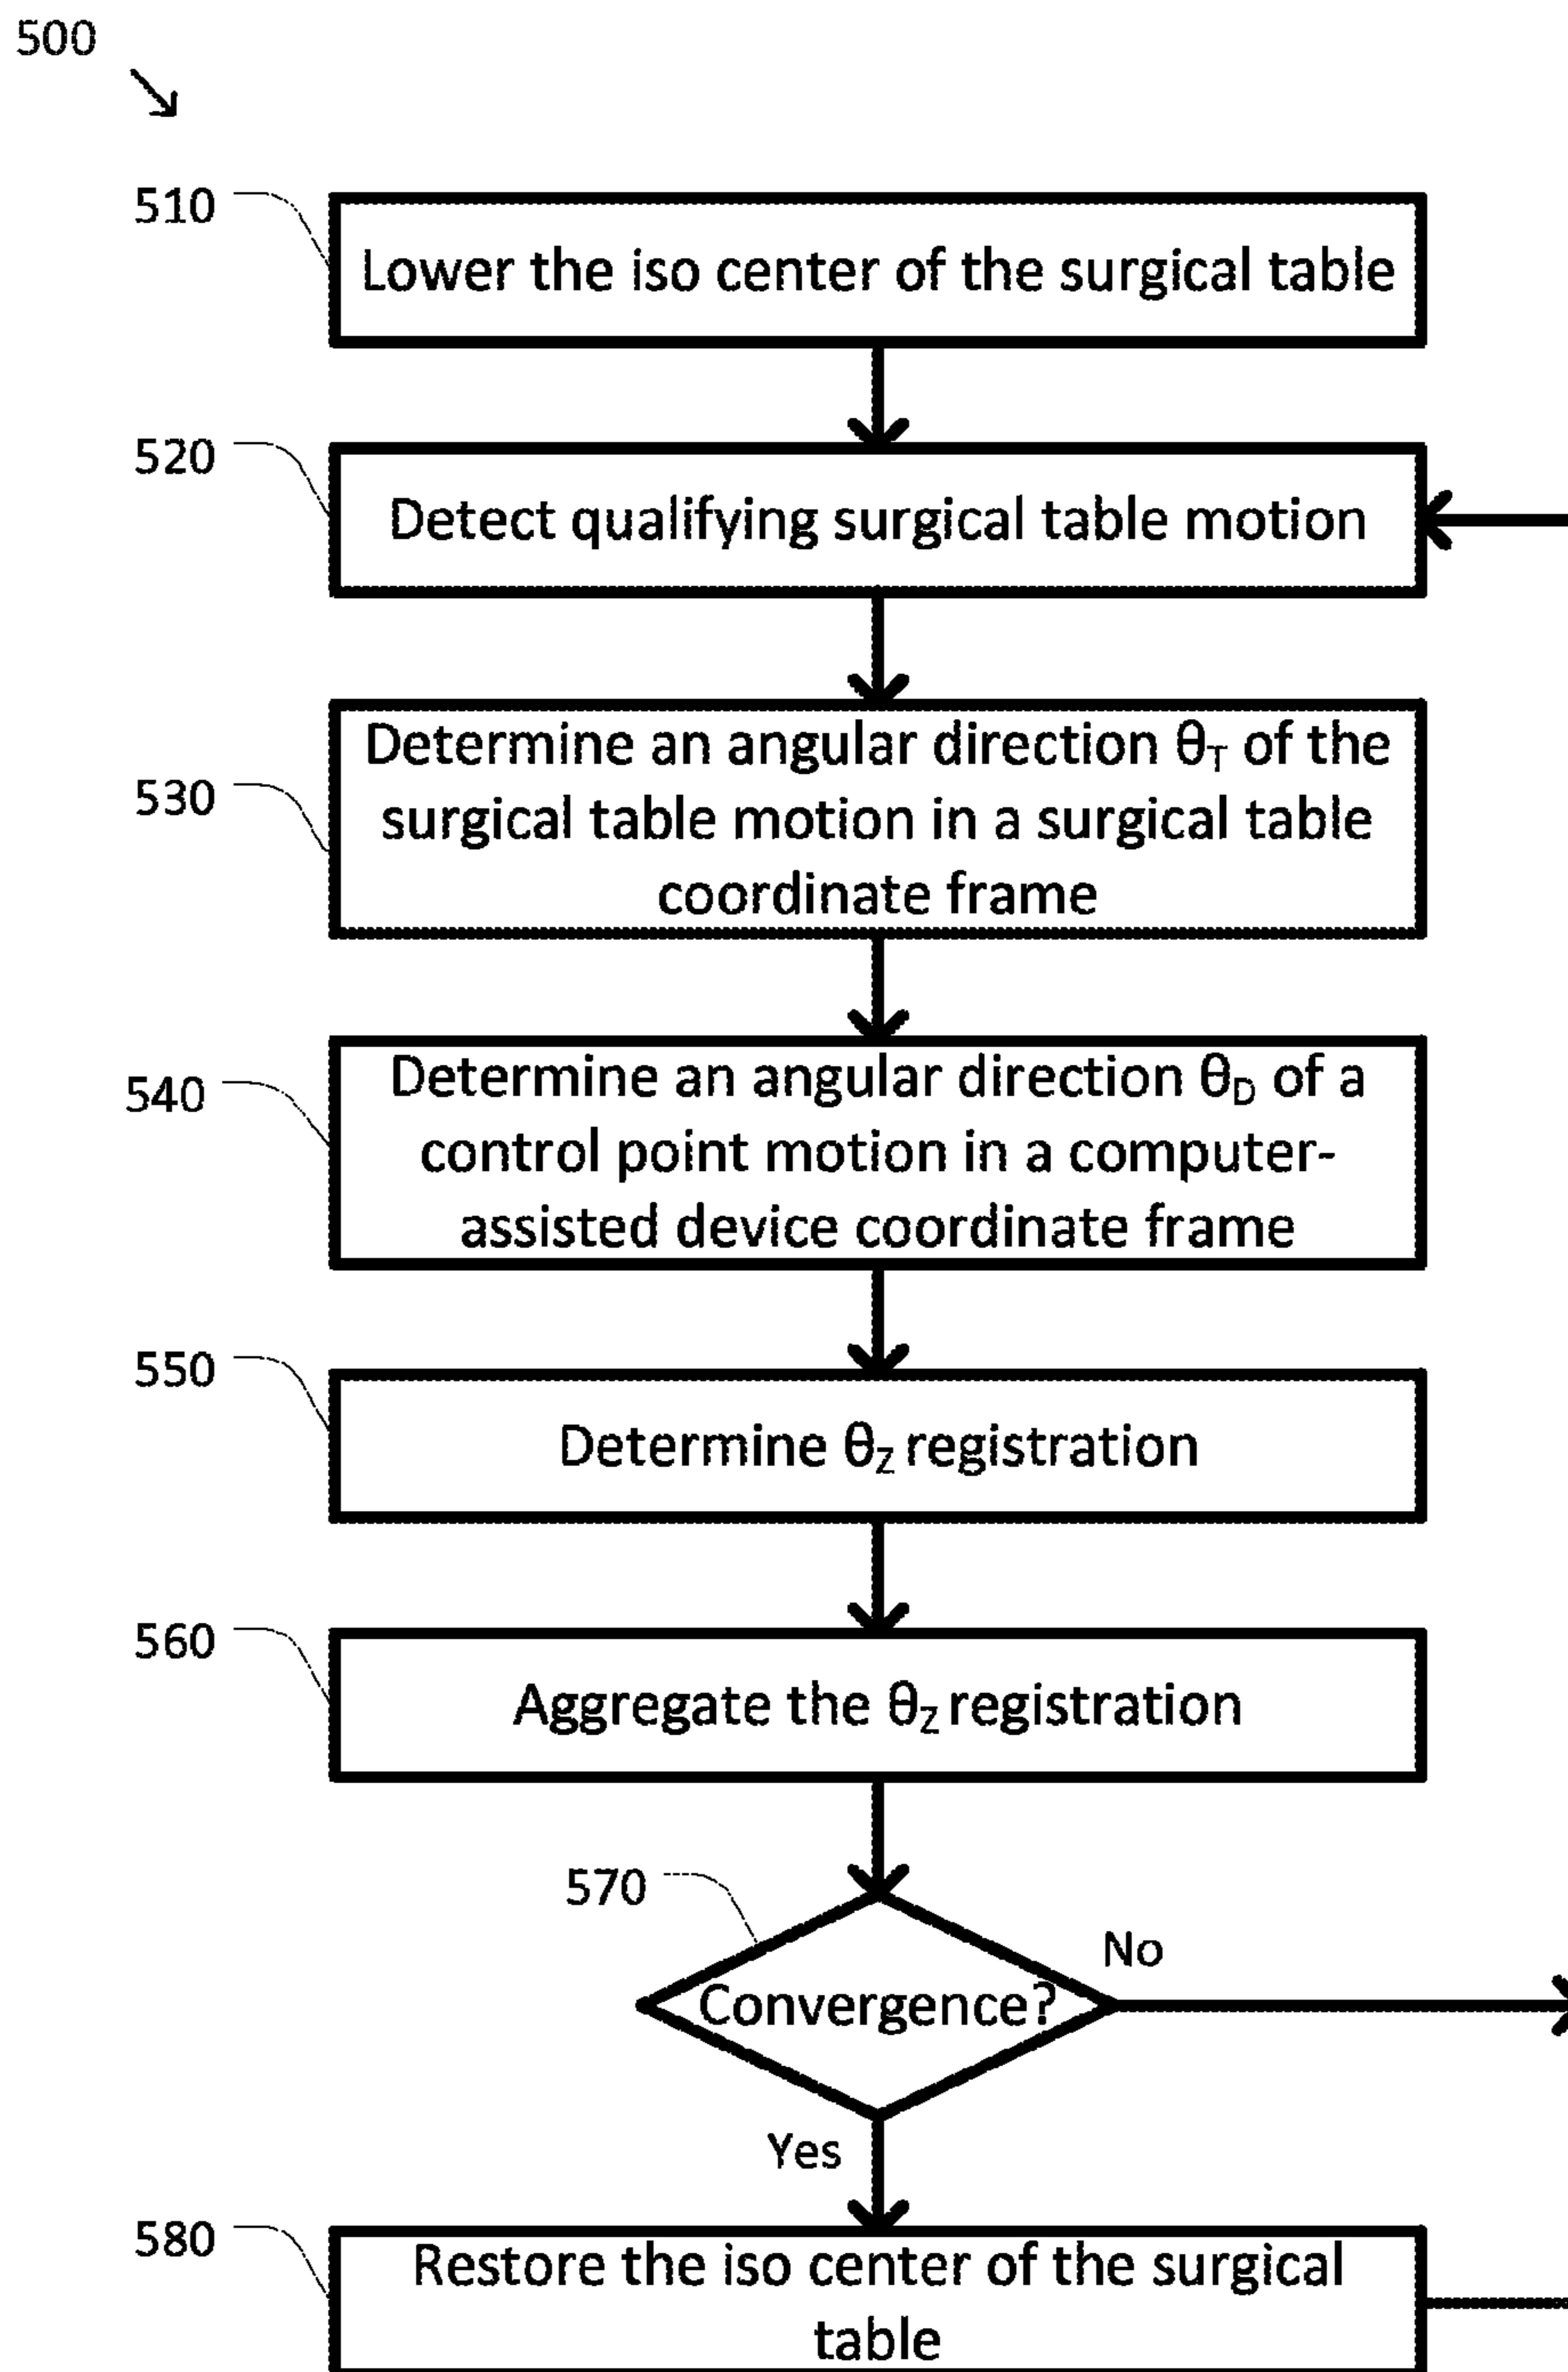 500
510
Lower the iso center of the surgical table
520
Detect qualifying surgical table motion
530
Determine an angular direction θT of the
surgical table motion in a surgical table
coordinate frame
540
Determine an angular direction θD of a
control point motion in a computer-
assisted device coordinate frame
550
Determine θZ registration
560
Aggregate the θZ registration
570
No
Convergence?
Yes
580
Restore the iso center of the surgical
table